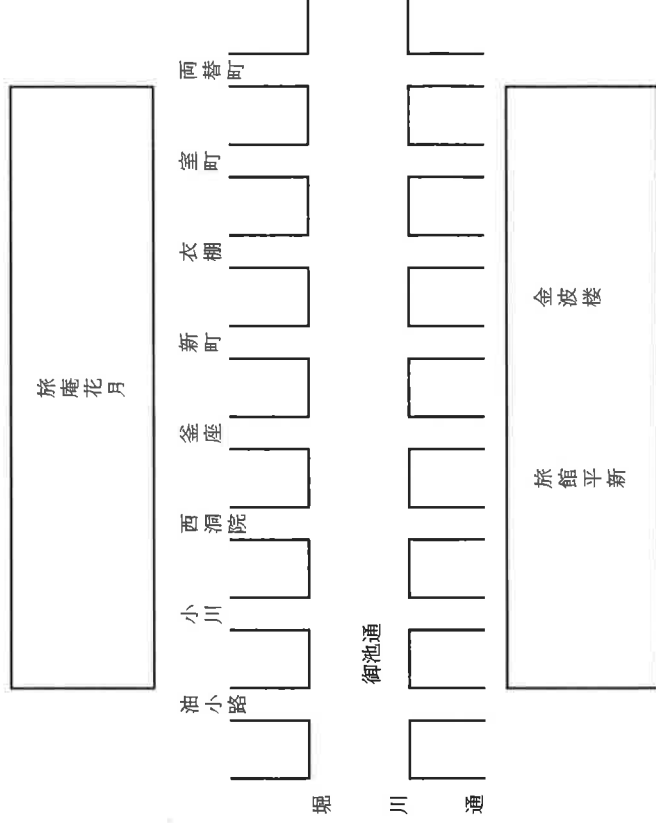 旅庵花月
油小路
小川
西洞院
釜座
新町
衣棚
室町
両替町
堀川通
御池通
旅館平新
金波楼